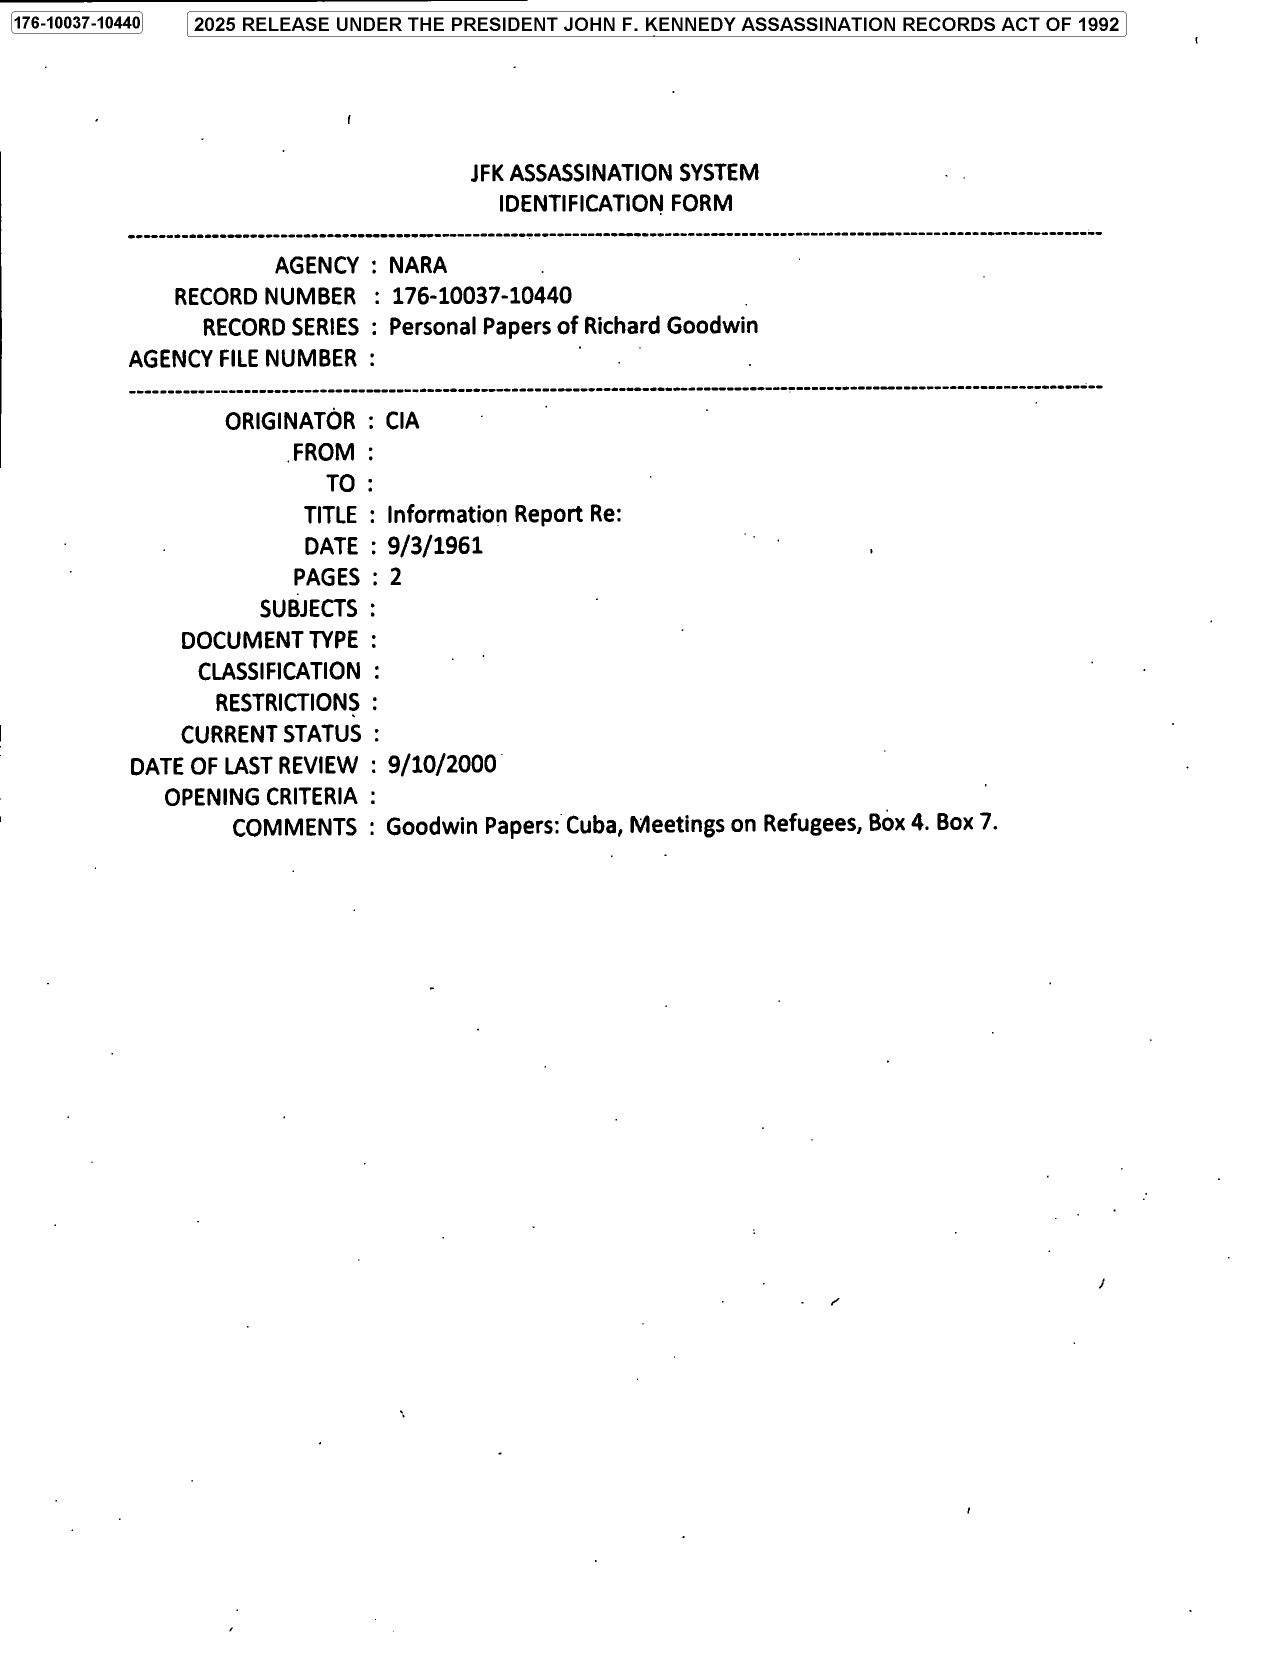 176-10037-10440
2025 RELEASE UNDER THE PRESIDENT JOHN F. KENNEDY ASSASSINATION RECORDS ACT OF 1992
JFK ASSASSINATION SYSTEM
IDENTIFICATION FORM
AGENCY : NARA
RECORD NUMBER : 176-10037-10440
RECORD SERIES : Personal Papers of Richard Goodwin
AGENCY FILE NUMBER :
ORIGINATOR : CIA
FROM :
TO :
TITLE : Information Report Re:
DATE : 9/3/1961
PAGES : 2
SUBJECTS :
DOCUMENT TYPE :
CLASSIFICATION :
RESTRICTIONS :
CURRENT STATUS :
DATE OF LAST REVIEW : 9/10/2000
OPENING CRITERIA :
COMMENTS : Goodwin Papers: Cuba, Meetings on Refugees, Box 4. Box 7.